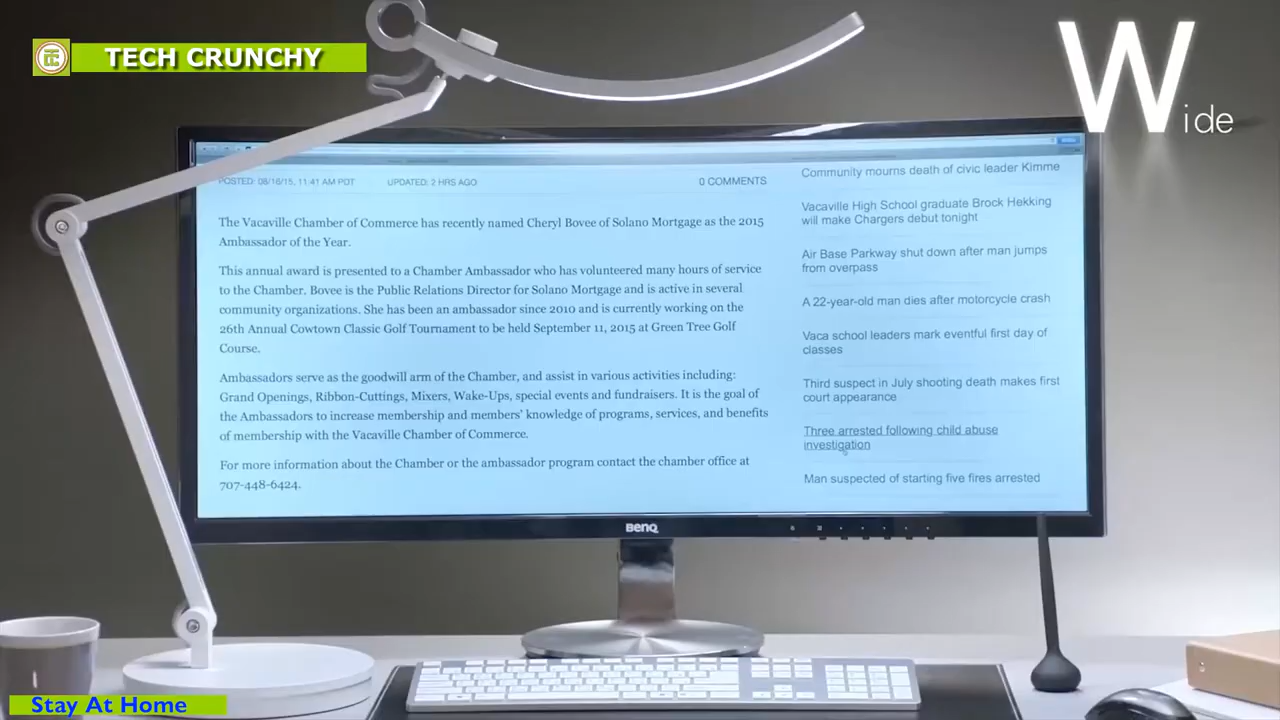 TECH CRUNCHY
Wide
POSTED: 08/16/15, 11:41 AM PDT
UPDATED: 2 HRS AGO
0 COMMENTS
The Vacaville Chamber of Commerce has recently named Cheryl Bovee of Solano Mortgage as the 2015
Ambassador of the Year.
This annual award is presented to a Chamber Ambassador who has volunteered many hours of service
to the Chamber. Bovee is the Public Relations Director for Solano Mortgage and is active in several
community organizations. She has been an ambassador since 2010 and is currently working on the
26th Annual Cowtown Classic Golf Tournament to be held September 11, 2015 at Green Tree Golf
Course.
Ambassadors serve as the goodwill arm of the Chamber, and assist in various activities including:
Grand Openings, Ribbon-Cuttings, Mixers, Wake-Ups, special events and fundraisers. It is the goal of
the Ambassadors to increase membership and members' knowledge of programs, services, and benefits
of membership with the Vacaville Chamber of Commerce.
For more information about the Chamber or the ambassador program contact the chamber office at
707-448-6424.
Community mourns death of civic leader Kimme
Vacaville High School graduate Brock Hekking
will make Chargers debut tonight
Air Base Parkway shut down after man jumps
from overpass
A 22-year-old man dies after motorcycle crash
Vaca school leaders mark eventful first day of
classes
Third suspect in July shooting death makes first
court appearance
Three arrested following child abuse
investigation
Man suspected of starting five fires arrested
BenQ
Stay At Home